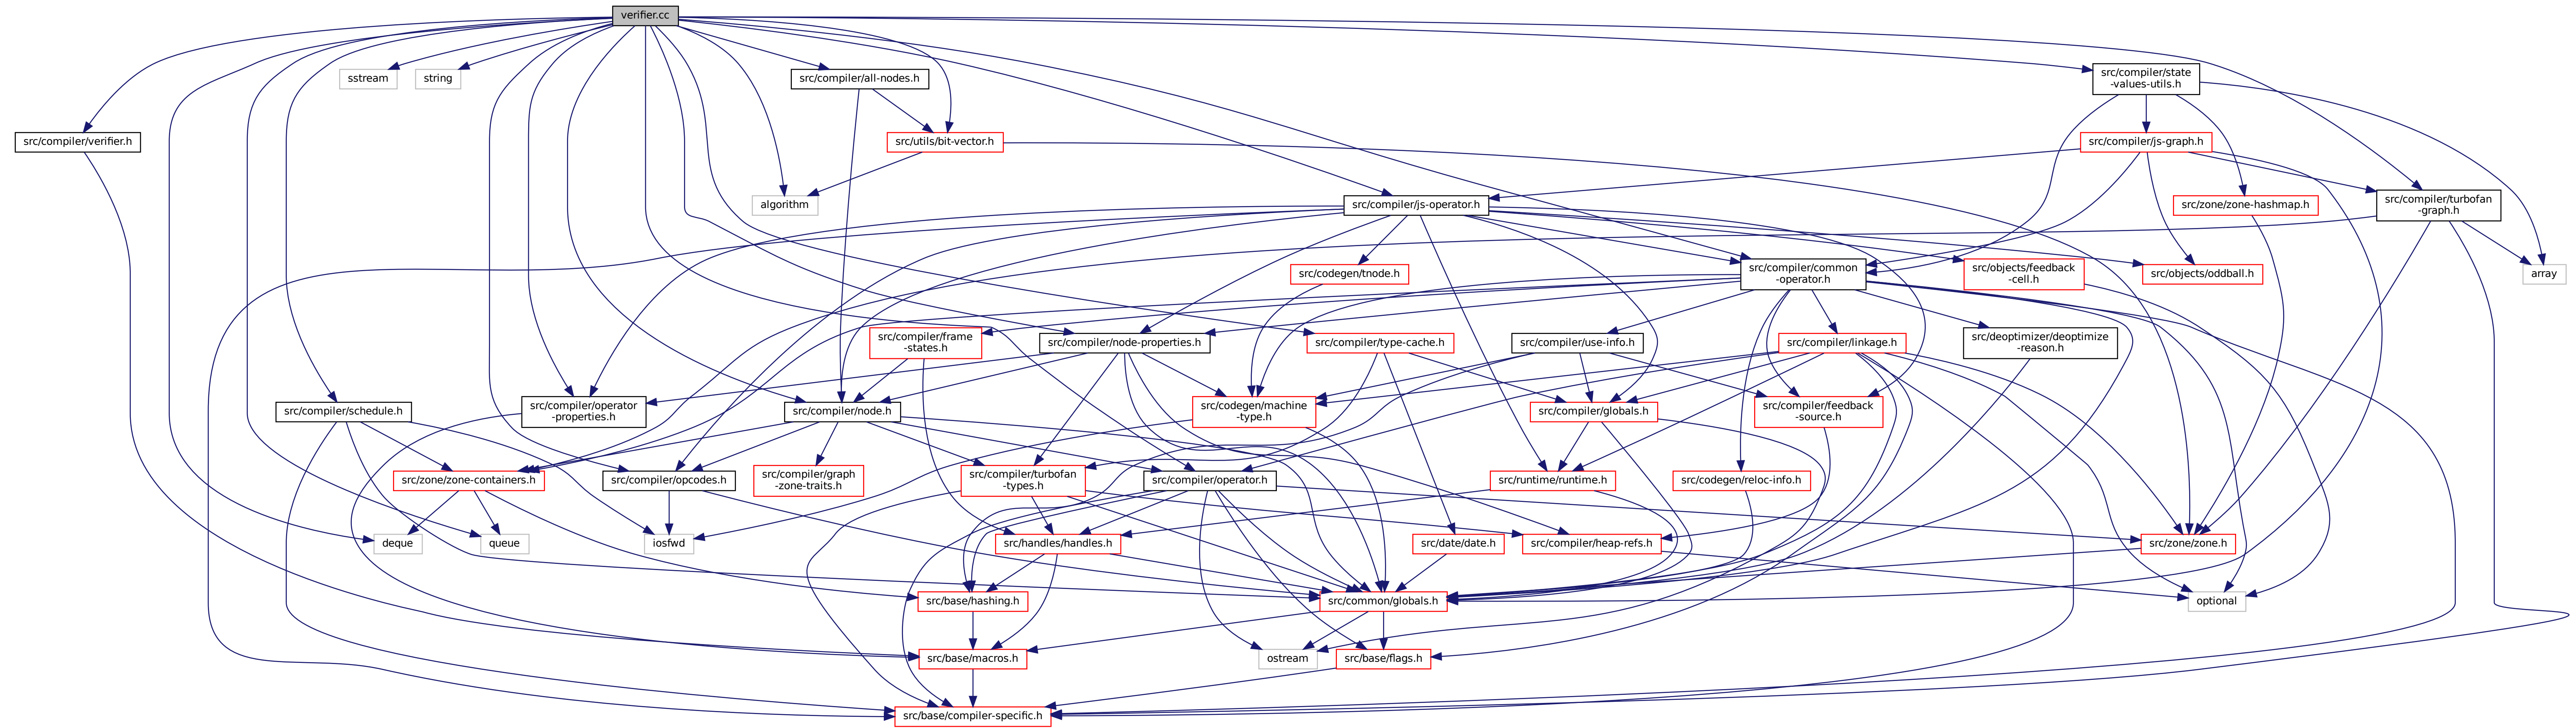 verifier.cc
sstream
string
src/compiler/all-nodes.h
src/compiler/state
-values-utils.h
src/compiler/verifier.h
src/utils/bit-vector.h
src/compiler/js-graph.h
algorithm
src/compiler/js-operator.h
src/zone/zone-hashmap.h
src/compiler/turbofan
-graph.h
src/codegen/tnode.h
src/compiler/common
-operator.h
src/objects/feedback
-cell.h
src/objects/oddball.h
array
src/compiler/frame
-states.h
src/compiler/node-properties.h
src/compiler/type-cache.h
src/compiler/use-info.h
src/compiler/linkage.h
src/deoptimizer/deoptimize
-reason.h
src/compiler/schedule.h
src/compiler/operator
-properties.h
src/compiler/node.h
src/codegen/machine
-type.h
src/compiler/globals.h
src/compiler/feedback
-source.h
src/zone/zone-containers.h
src/compiler/opcodes.h
src/compiler/graph
-zone-traits.h
src/compiler/turbofan
-types.h
src/compiler/operator.h
src/runtime/runtime.h
src/codegen/reloc-info.h
deque
queue
iosfwd
src/handles/handles.h
src/date/date.h
src/compiler/heap-refs.h
src/zone/zone.h
src/base/hashing.h
src/common/globals.h
optional
src/base/macros.h
ostream
src/base/flags.h
src/base/compiler-specific.h